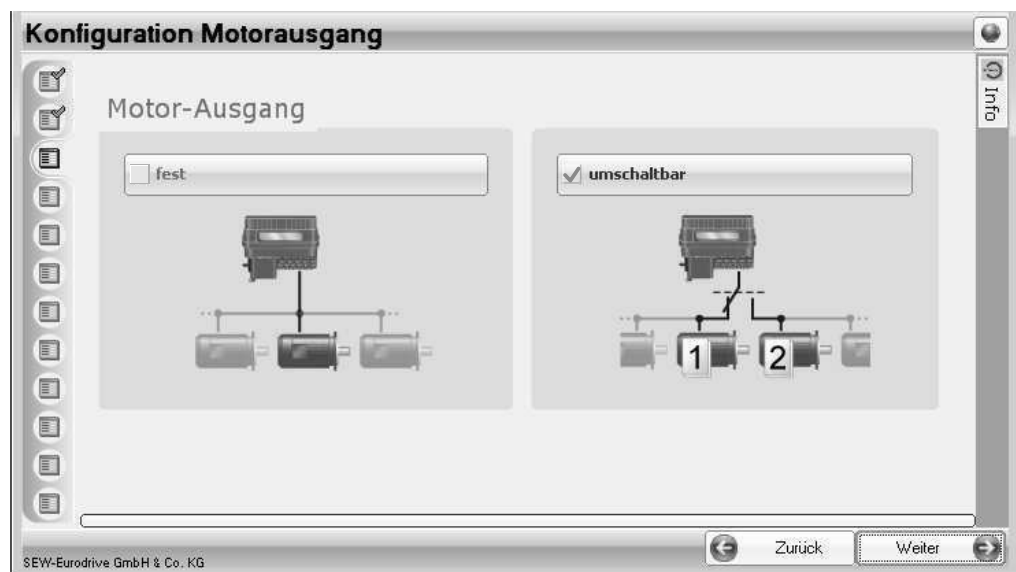 Konfiguration Motorausgang
Info
Motor-Ausgang
fest
umschaltbar
1
2
Zurück
Weiter
SEW-Eurodrive GmbH & Co. KG